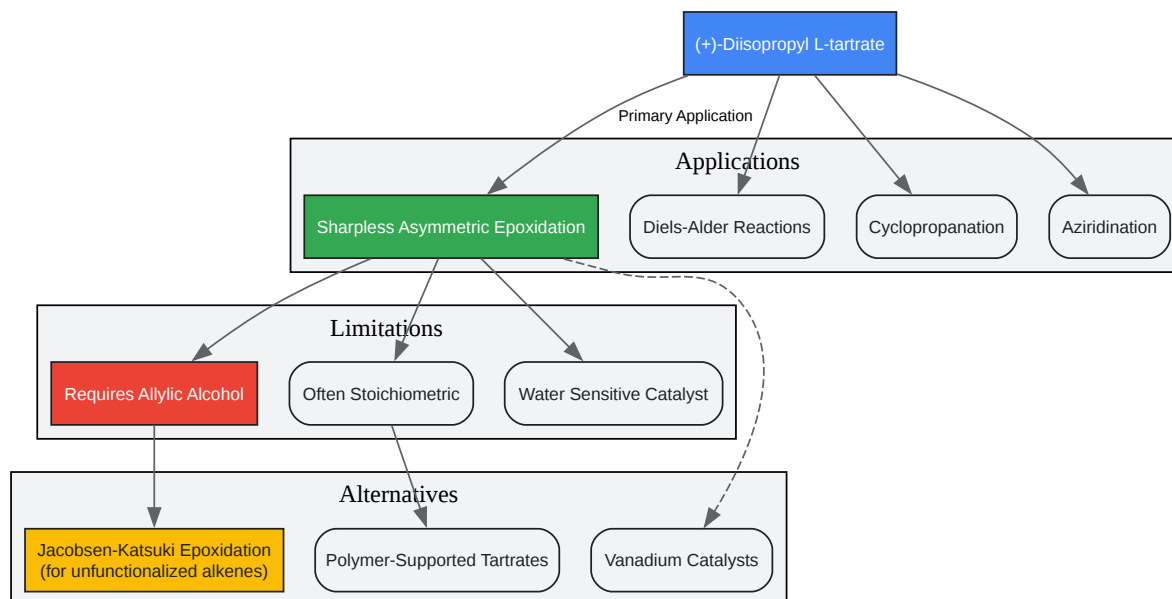 (+)-Diisopropyl L-tartrate
Primary Application
Applications
Sharpless Asymmetric Epoxidation
Diels-Alder Reactions
Cyclopropanation
Aziridination
Limitations
Requires Allylic Alcohol
Often Stoichiometric
Water Sensitive Catalyst
Alternatives
Jacobsen-Katsuki Epoxidation
(for unfunctionalized alkenes)
Polymer-Supported Tartrates
Vanadium Catalysts